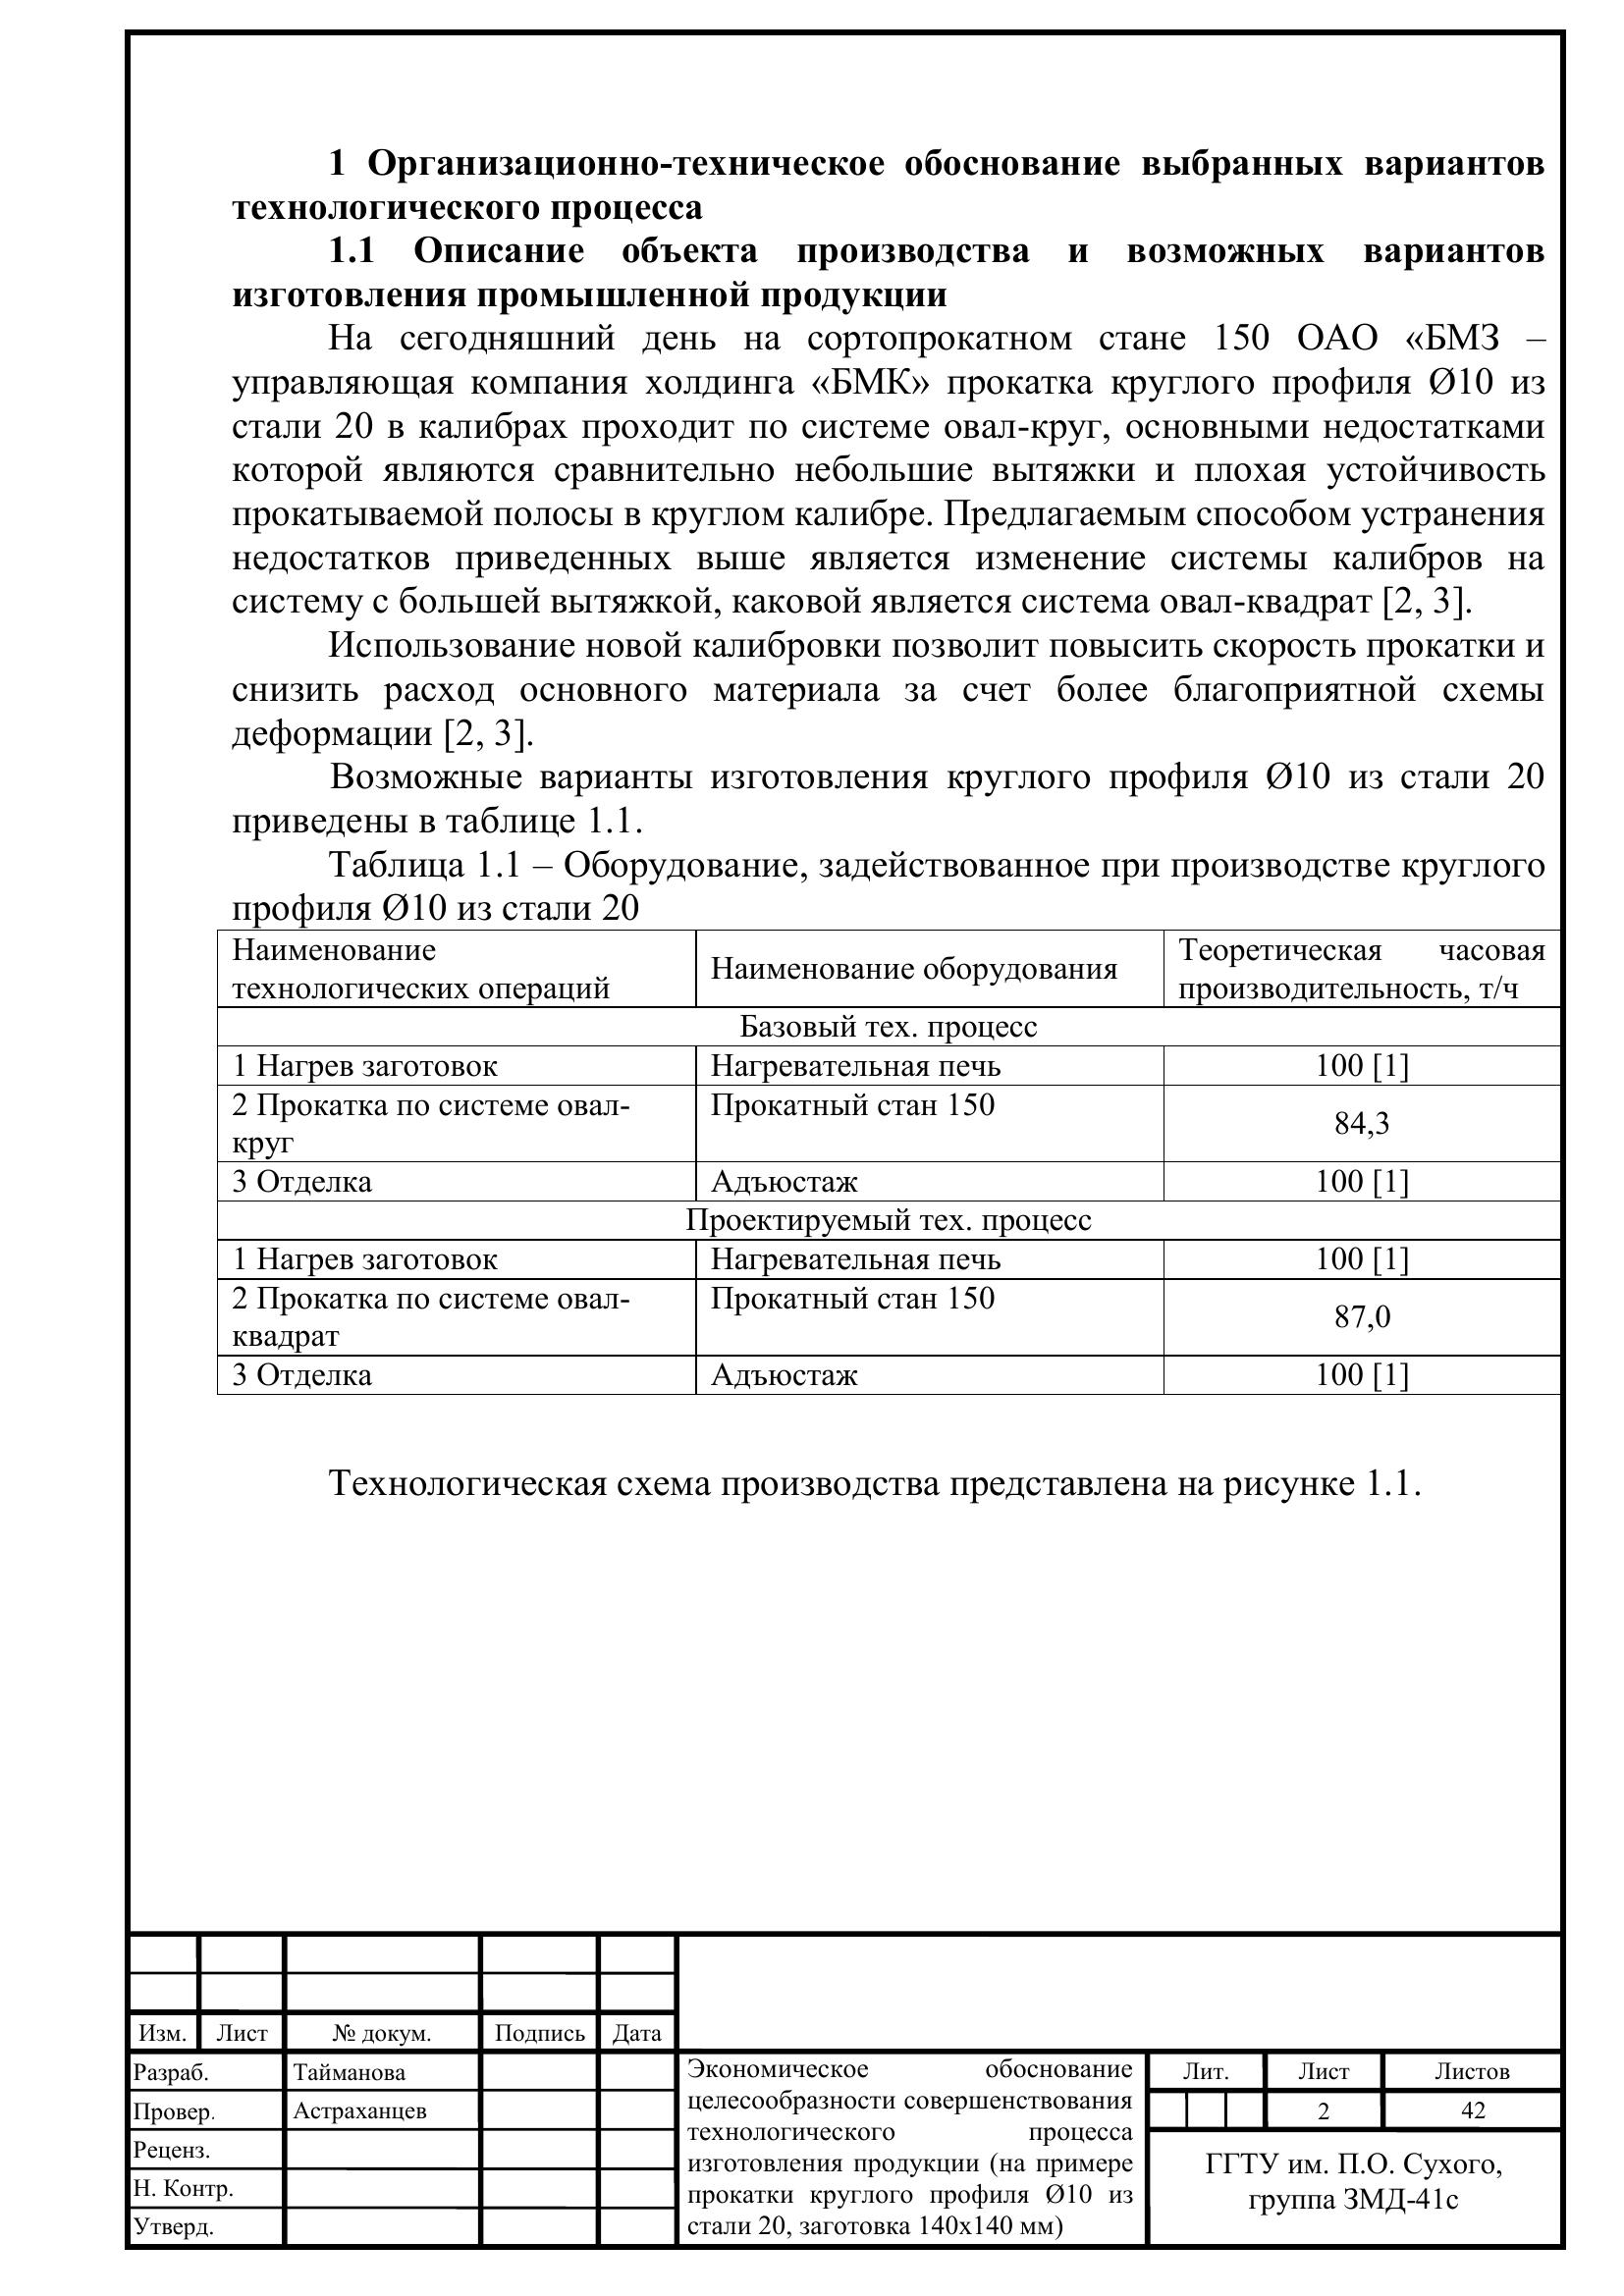 1 Организационно-техническое обоснование выбранных вариантов
технологического процесса
1.1 Описание объекта производства и возможных вариантов
изготовления промышленной продукции
На сегодняшний день на сортопрокатном стане 150 ОАО «БМЗ –
управляющая компания холдинга «БМК» прокатка круглого профиля Ø10 из
стали 20 в калибрах проходит по системе овал-круг, основными недостатками
которой являются сравнительно небольшие вытяжки и плохая устойчивость
прокатываемой полосы в круглом калибре. Предлагаемым способом устранения
недостатков приведенных выше является изменение системы калибров на
систему с большей вытяжкой, каковой является система овал-квадрат [2, 3].
Использование новой калибровки позволит повысить скорость прокатки и
снизить расход основного материала за счет более благоприятной схемы
деформации [2, 3].
Возможные варианты изготовления круглого профиля Ø10 из стали 20
приведены в таблице 1.1.
Таблица 1.1 – Оборудование, задействованное при производстве круглого
профиля Ø10 из стали 20
Наименование
технологических операций
Наименование оборудования
Теоретическая часовая
производительность, т/ч
Базовый тех. процесс
1 Нагрев заготовок
Нагревательная печь
100 [1]
2 Прокатка по системе овал-
круг
Прокатный стан 150
84,3
3 Отделка
Адъюстаж
100 [1]
Проектируемый тех. процесс
1 Нагрев заготовок
Нагревательная печь
100 [1]
2 Прокатка по системе овал-
квадрат
Прокатный стан 150
87,0
3 Отделка
Адъюстаж
100 [1]
Технологическая схема производства представлена на рисунке 1.1.
Изм.
Лист
№ докум.
Подпись
Дата
Разраб.
Тайманова
Провер.
Астраханцев
Реценз.
Н. Контр.
Утверд.
Экономическое обоснование
целесообразности совершенствования
технологического процесса
изготовления продукции (на примере
прокатки круглого профиля Ø10 из
стали 20, заготовка 140х140 мм)
Лит.
Лист
Листов
2
42
ГГТУ им. П.О. Сухого,
группа ЗМД-41с